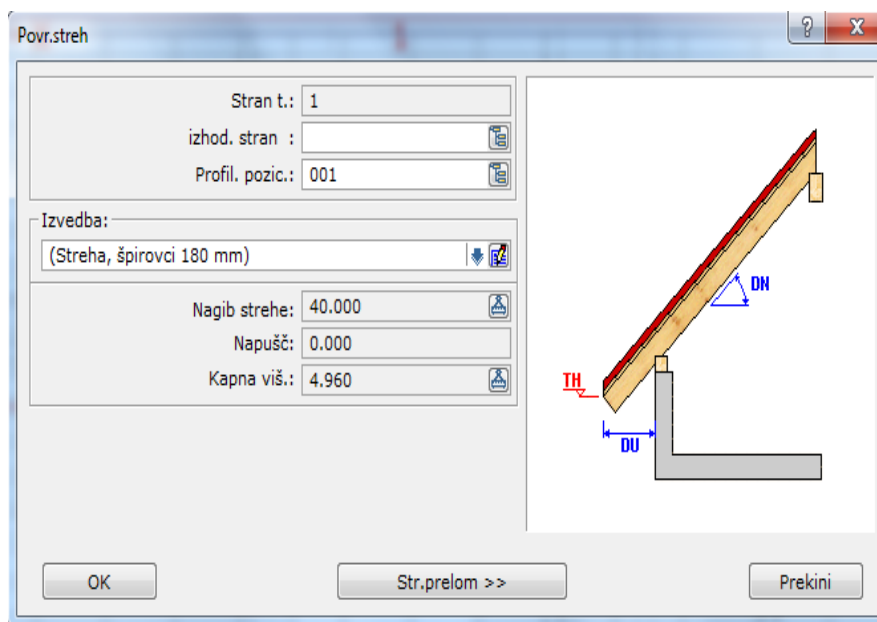 Povr.streh
Stran t.: 1
izhod. stran :
Profil. pozic.: 001
Izvedba:
(Streha, špirovci 180 mm)
Nagib strehe: 40.000
Napušč: 0.000
Kapna viš.: 4.960
DN
TH
DU
OK
Str.prelom >>
Prekini